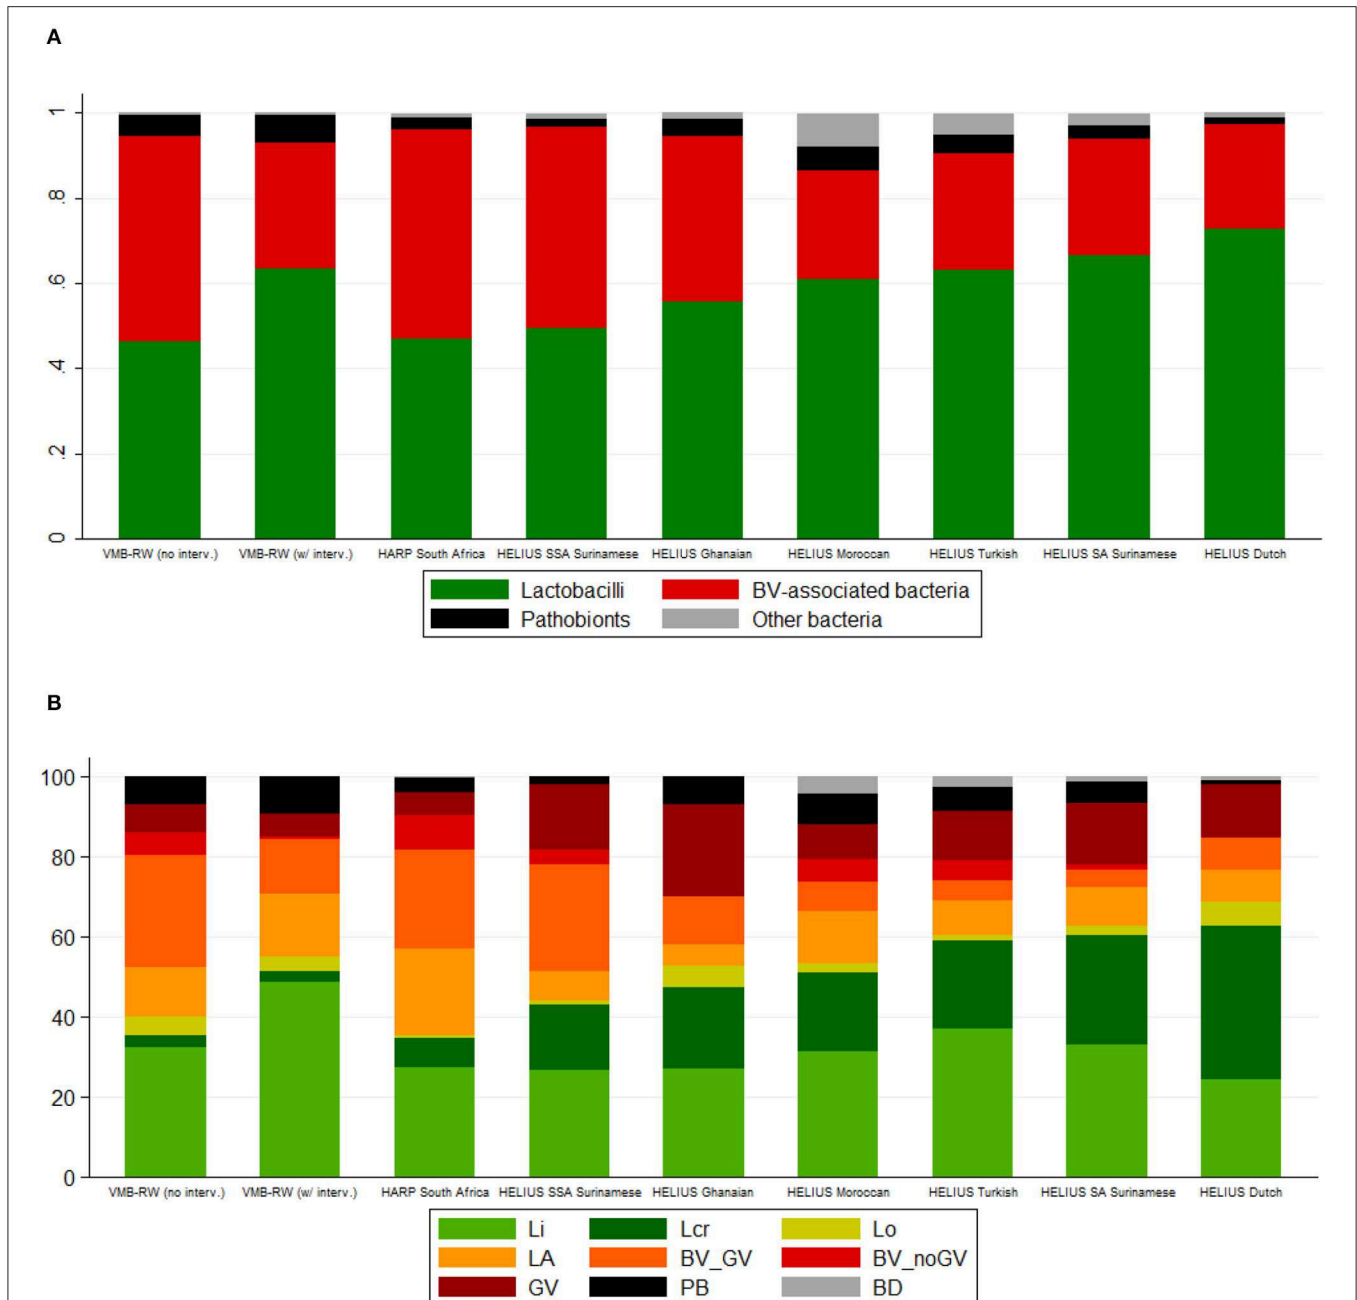 A
1
.8
.6
.4
.2
0
VMB-RW (no interv.) VMB-RW (w/ interv.) HARP South Africa HELIUS SSA Surinamese HELIUS Ghanaian HELIUS Moroccan HELIUS Turkish HELIUS SA Surinamese HELIUS Dutch
Lactobacilli BV-associated bacteria
Pathobionts Other bacteria
B
100
80
60
40
20
0
VMB-RW (no interv.) VMB-RW (w/ interv.) HARP South Africa HELIUS SSA Surinamese HELIUS Ghanaian HELIUS Moroccan HELIUS Turkish HELIUS SA Surinamese HELIUS Dutch
Li Lcr Lo
LA BV_GV BV_noGV
GV PB BD